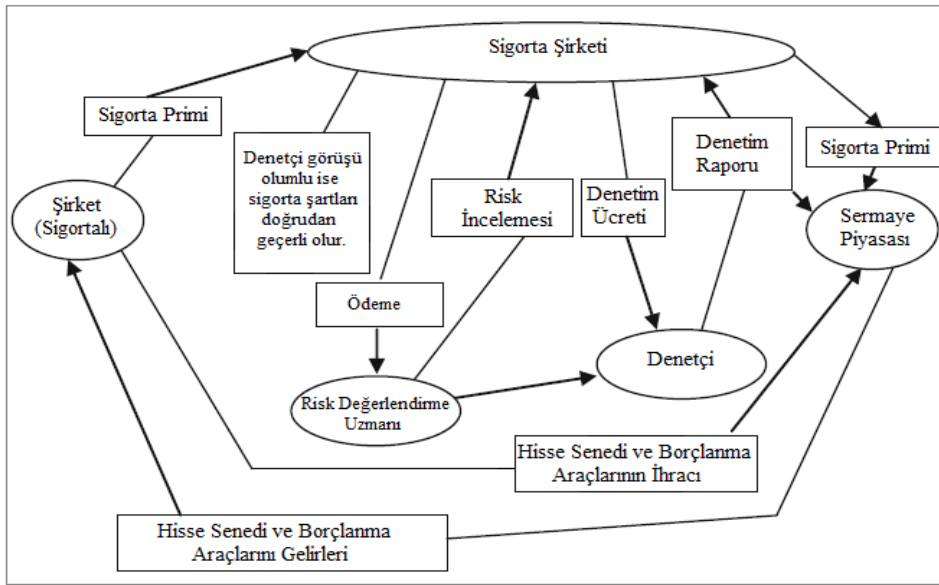 Sigorta Şirketi
Sigorta Primi
Denetçi görüşü
olumlu ise
sigorta şartları
doğrudan
geçerli olur.
Risk
İncelemesi
Denetim
Ücreti
Denetim
Raporu
Sigorta Primi
Şirket
(Sigortalı)
Sermaye
Piyasası
Ödeme
Denetçi
Risk Değerlendirme
Uzmanı
Hisse Senedi ve Borçlanma
Araçlarının İhracı
Hisse Senedi ve Borçlanma
Araçlarını Gelirleri